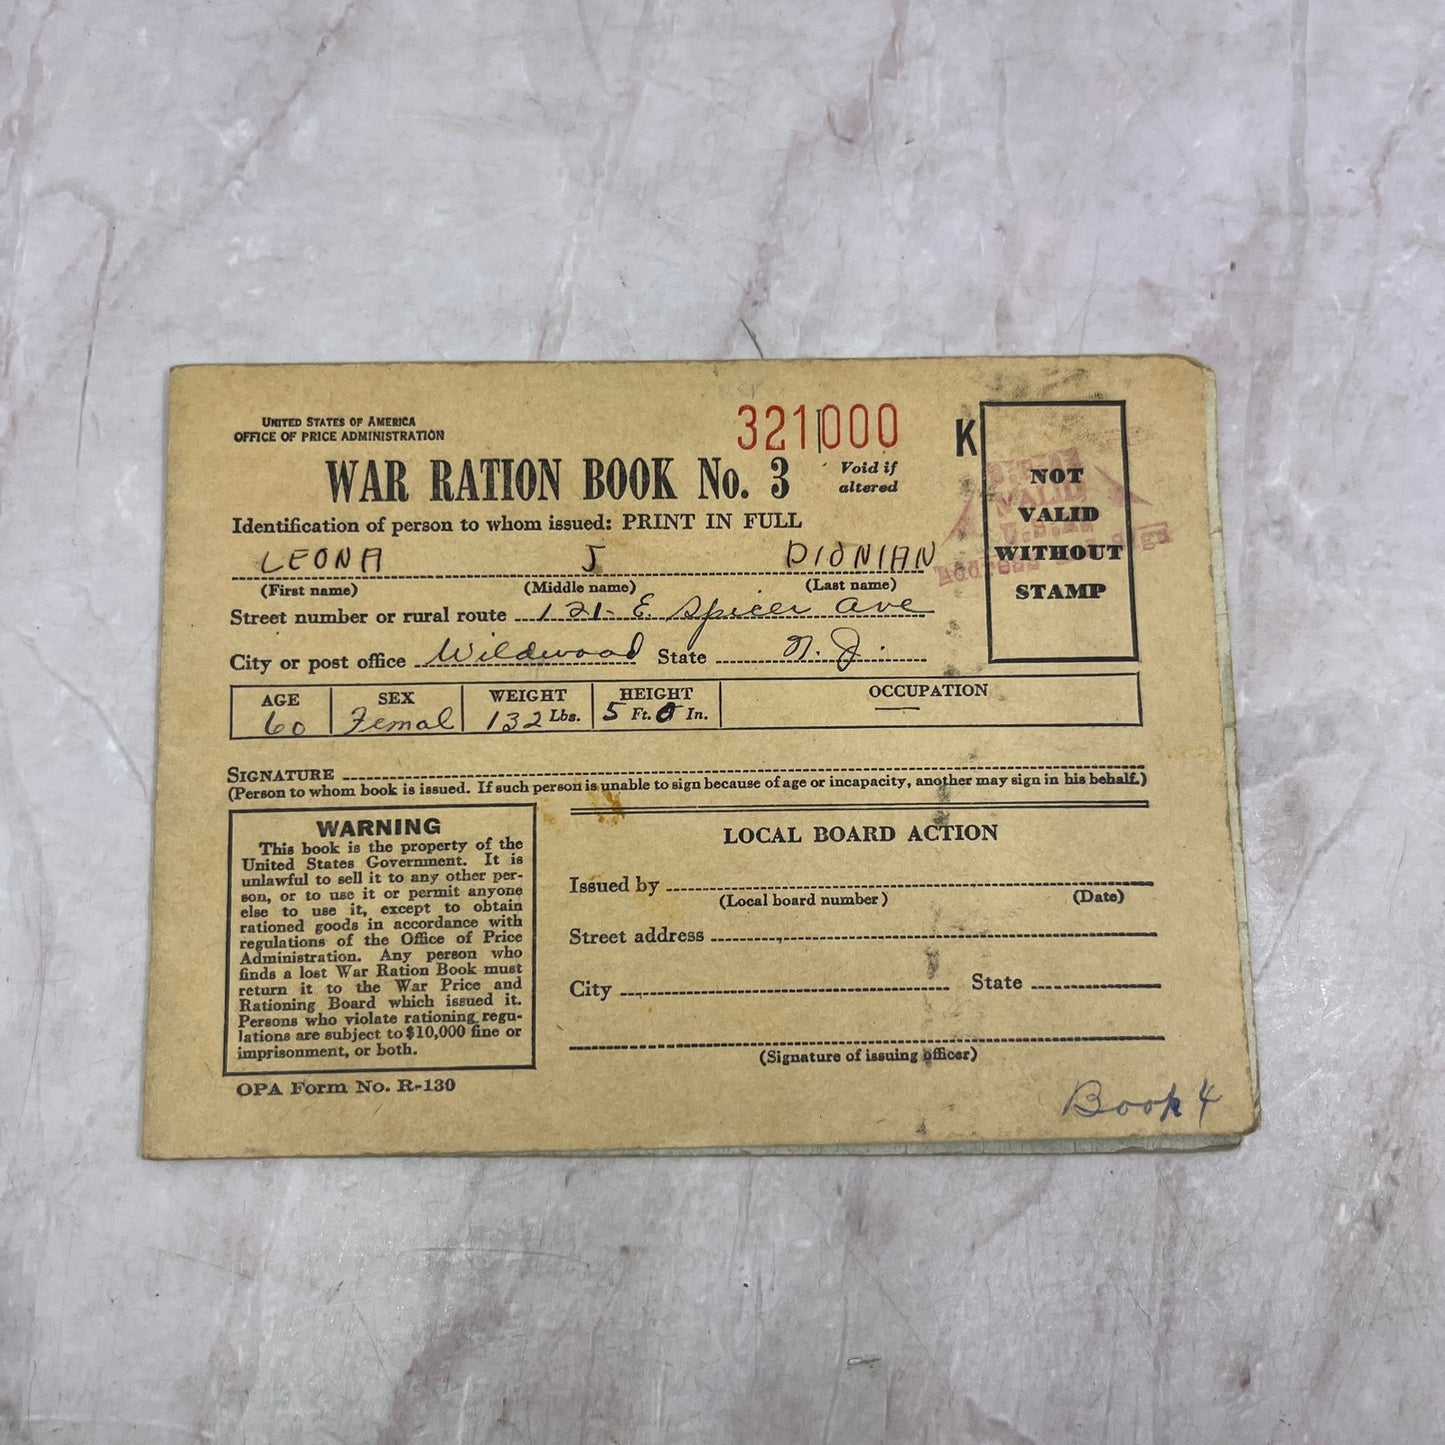 UNITED STATES OF AMERICA
OFFICE OF PRICE ADMINISTRATION
321 000 K
WAR RATION BOOK No. 3
Void if
altered
Identification of person to whom issued: PRINT IN FULL
LEONA J DIONIAN
(First name) (Middle name) (Last name)
Street number or rural route 121- E. Spicer Ave
City or post office Wildwood State N. J.
NOT
VALID
WITHOUT
STAMP
AGE SEX WEIGHT HEIGHT OCCUPATION
60 Femal 132 Lbs. 5 Ft. 0 In. —
SIGNATURE
(Person to whom book is issued. If such person is unable to sign because of age or incapacity, another may sign in his behalf.)
WARNING
This book is the property of the
United States Government. It is
unlawful to sell it to any other per-
son, or to use it or permit anyone
else to use it, except to obtain
rationed goods in accordance with
regulations of the Office of Price
Administration. Any person who
finds a lost War Ration Book must
return it to the War Price and
Rationing Board which issued it.
Persons who violate rationing regu-
lations are subject to $10,000 fine or
imprisonment, or both.
OPA Form No. R-130
LOCAL BOARD ACTION
Issued by
(Local board number) (Date)
Street address
City State
(Signature of issuing officer)
Book 4